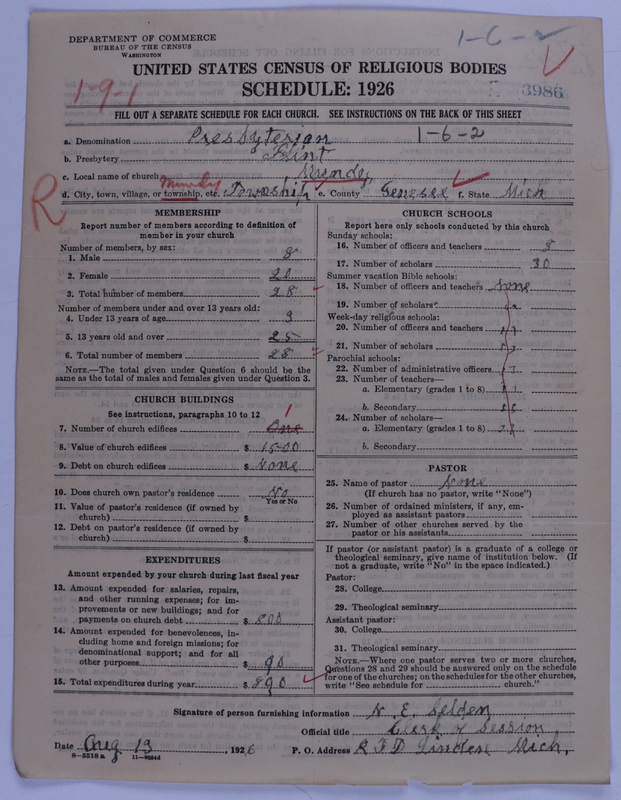 DEPARTMENT OF COMMERCE
BUREAU OF THE CENSUS
WASHINGTON
1-6-2
UNITED STATES CENSUS OF RELIGIOUS BODIES
SCHEDULE: 1926
1-9-1
3986
FILL OUT A SEPARATE SCHEDULE FOR EACH CHURCH. SEE INSTRUCTIONS ON THE BACK OF THIS SHEET
a. Denomination Presbyterian 1-6-2
b. Presbytery Flint
c. Local name of church Mundy
d. City, town, village, or township, etc. Mundy Township e. County Genesee f. State Mich
R
MEMBERSHIP
Report number of members according to definition of member in your church
Number of members, by sex:
1. Male 8
2. Female 20
3. Total number of members 28
Number of members under and over 13 years old:
4. Under 13 years of age 3
5. 13 years old and over 25
6. Total number of members 28
NOTE.—The total given under Question 6 should be the
same as the total of males and females given under Question 3.
CHURCH BUILDINGS
See instructions, paragraphs 10 to 12
7. Number of church edifices One 1
8. Value of church edifices $ 1500
9. Debt on church edifices $ None
10. Does church own pastor's residence No
Yes or No
11. Value of pastor's residence (if owned by
church) $
12. Debt on pastor's residence (if owned by
church) $
EXPENDITURES
Amount expended by your church during last fiscal year
13. Amount expended for salaries, repairs,
and other running expenses; for im-
provements or new buildings; and for
payments on church debt $ 800
14. Amount expended for benevolences, in-
cluding home and foreign missions; for
denominational support; and for all
other purposes $ 90
15. Total expenditures during year $ 890
CHURCH SCHOOLS
Report here only schools conducted by this church
Sunday schools:
16. Number of officers and teachers 8
17. Number of scholars 30
Summer vacation Bible schools:
18. Number of officers and teachers None
19. Number of scholars
Week-day religious schools:
20. Number of officers and teachers
21. Number of scholars
Parochial schools:
22. Number of administrative officers
23. Number of teachers—
a. Elementary (grades 1 to 8)
b. Secondary
24. Number of scholars—
a. Elementary (grades 1 to 8)
b. Secondary
PASTOR
25. Name of pastor None
(If church has no pastor, write "None")
26. Number of ordained ministers, if any, em-
ployed as assistant pastors
27. Number of other churches served by the
pastor or his assistants
If pastor (or assistant pastor) is a graduate of a college or
theological seminary, give name of institution below. (If
not a graduate, write "No" in the space indicated.)
Pastor:
28. College
29. Theological seminary
Assistant pastor:
30. College
31. Theological seminary
NOTE.—Where one pastor serves two or more churches,
Questions 28 and 29 should be answered only on the schedule
for one of the churches; on the schedules for the other churches,
write "See schedule for church."
Signature of person furnishing information N. E. Selden
Official title Clerk of Session
Date Aug 13, 1926 P. O. Address R F D Linden Mich,
8-5518 a